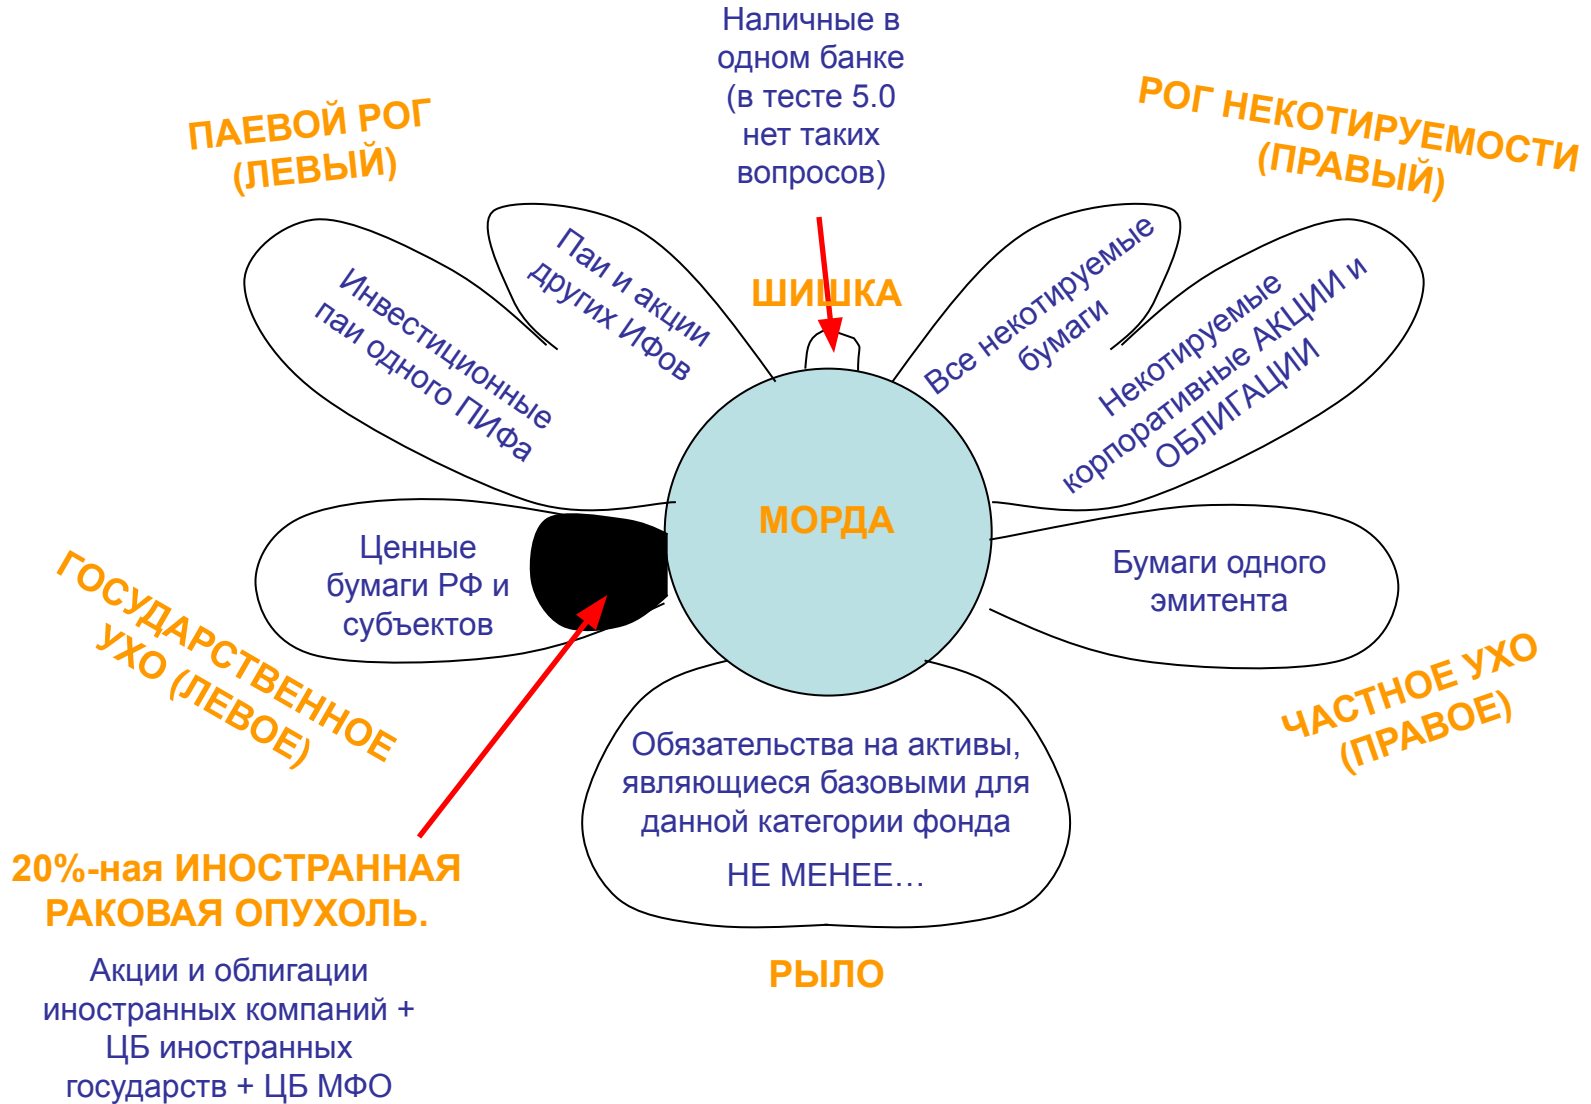 Наличные в
одном банке
(в тесте 5.0
нет таких
вопросов)
ПАЕВОЙ РОГ
(ЛЕВЫЙ)
РОГ НЕКОТИРУЕМОСТИ
(ПРАВЫЙ)
Инвестиционные
паи одного ПИФа
Паи и акции
других ИФов
ШИШКА
Все некотируемые
бумаги
Некотируемые
корпоративные АКЦИИ и
ОБЛИГАЦИИ
МОРДА
Ценные
бумаги РФ и
субъектов
Бумаги одного
эмитента
ГОСУДАРСТВЕННОЕ
УХО (ЛЕВОЕ)
ЧАСТНОЕ УХО
(ПРАВОЕ)
Обязательства на активы,
являющиеся базовыми для
данной категории фонда
НЕ МЕНЕЕ…
РЫЛО
20%-ная ИНОСТРАННАЯ
РАКОВАЯ ОПУХОЛЬ.
Акции и облигации
иностранных компаний +
ЦБ иностранных
государств + ЦБ МФО